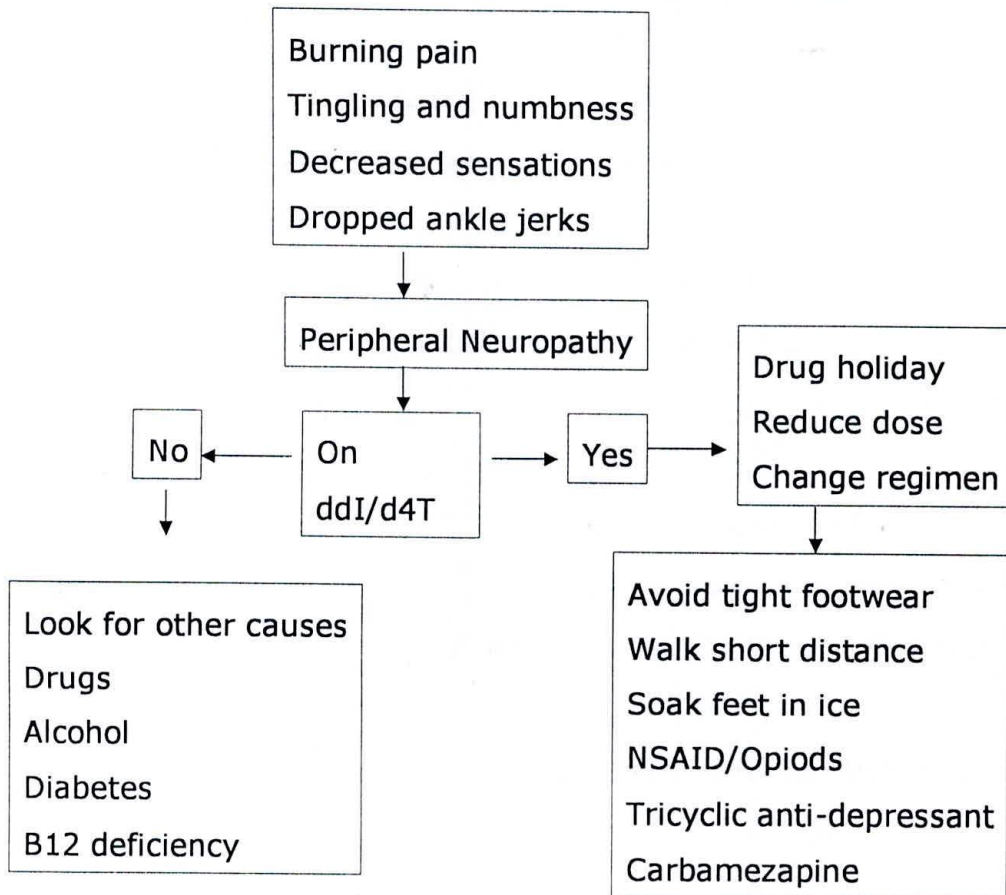 Burning pain
Tingling and numbness
Decreased sensations
Dropped ankle jerks
Peripheral Neuropathy
No
On
ddI/d4T
Yes
Drug holiday
Reduce dose
Change regimen
Look for other causes
Drugs
Alcohol
Diabetes
B12 deficiency
Avoid tight footwear
Walk short distance
Soak feet in ice
NSAID/Opiods
Tricyclic anti-depressant
Carbamezapine